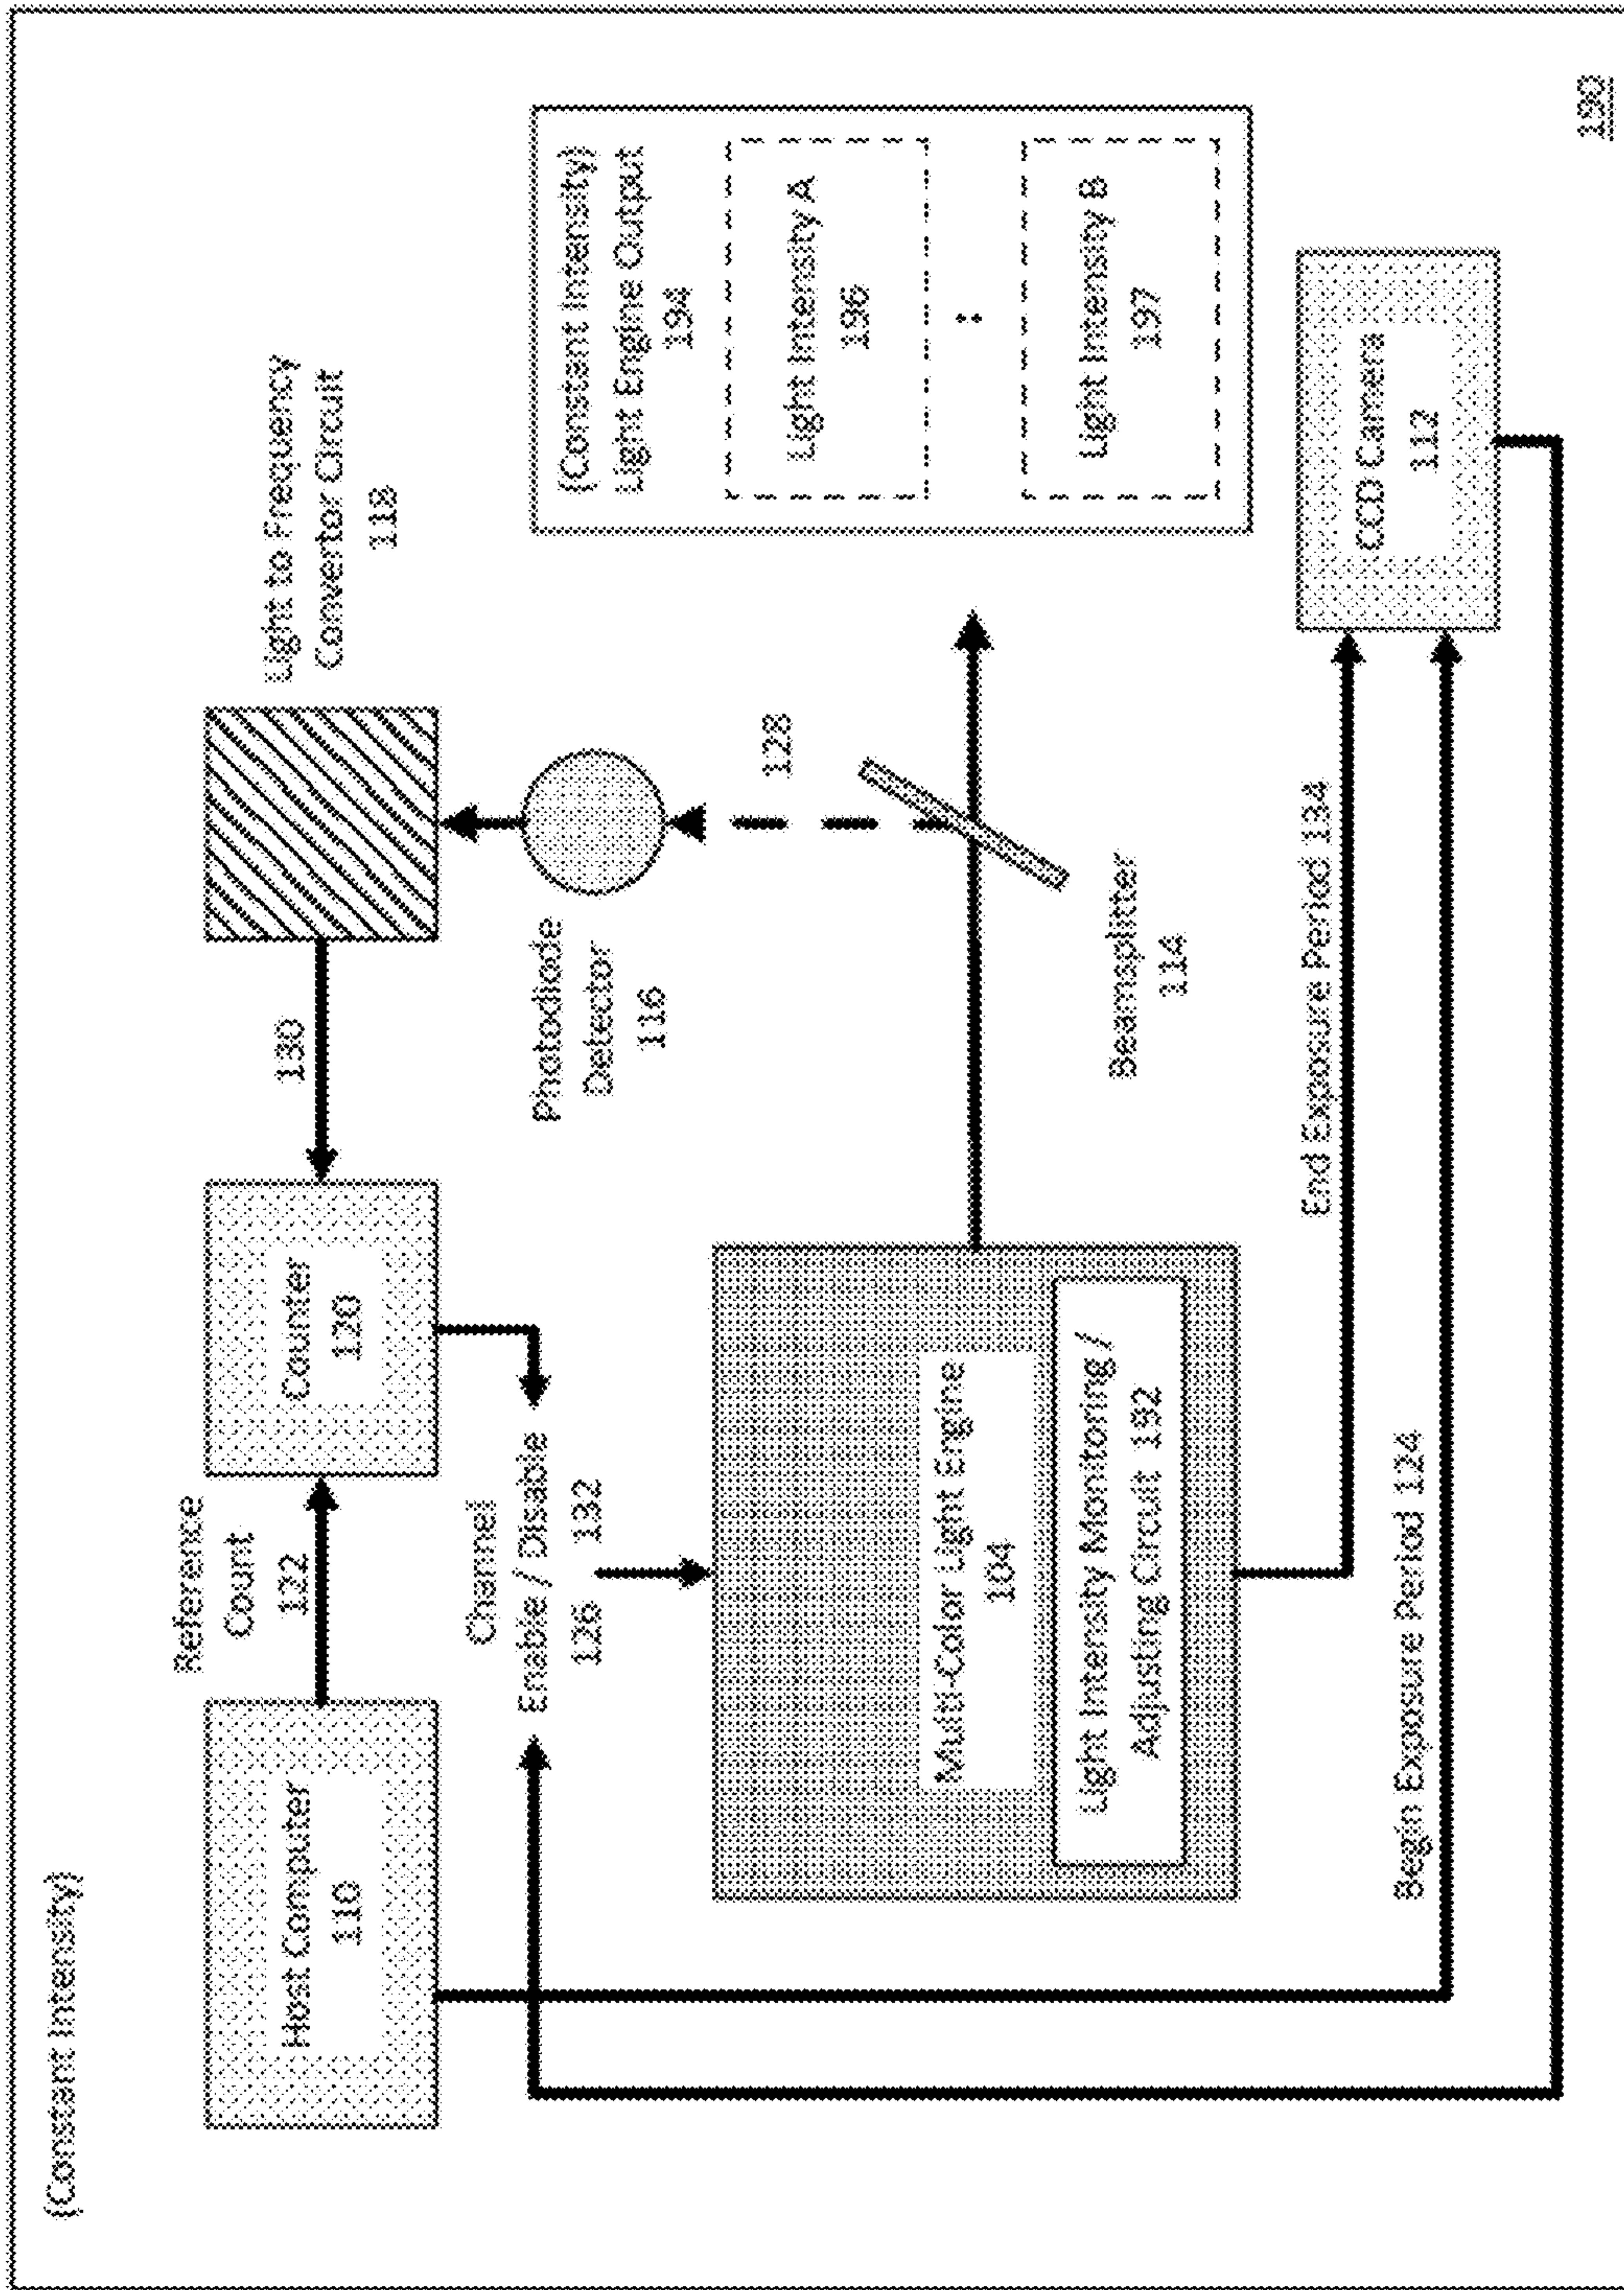 (Constant Intensity)
Host Computer
110
Reference
Count
122
Counter
120
130
Light to Frequency
Convertor Circuit
118
Channel
Enable / Disable
126 132
Photodiode
Detector
116
128
Multi-Color Light Engine
104
Light Intensity Monitoring /
Adjusting Circuit 192
Beamsplitter
114
(Constant Intensity)
Light Engine Output
194
Light Intensity A
196
Light Intensity B
197
End Exposure Period 134
Begin Exposure Period 124
CCD Camera
112
190